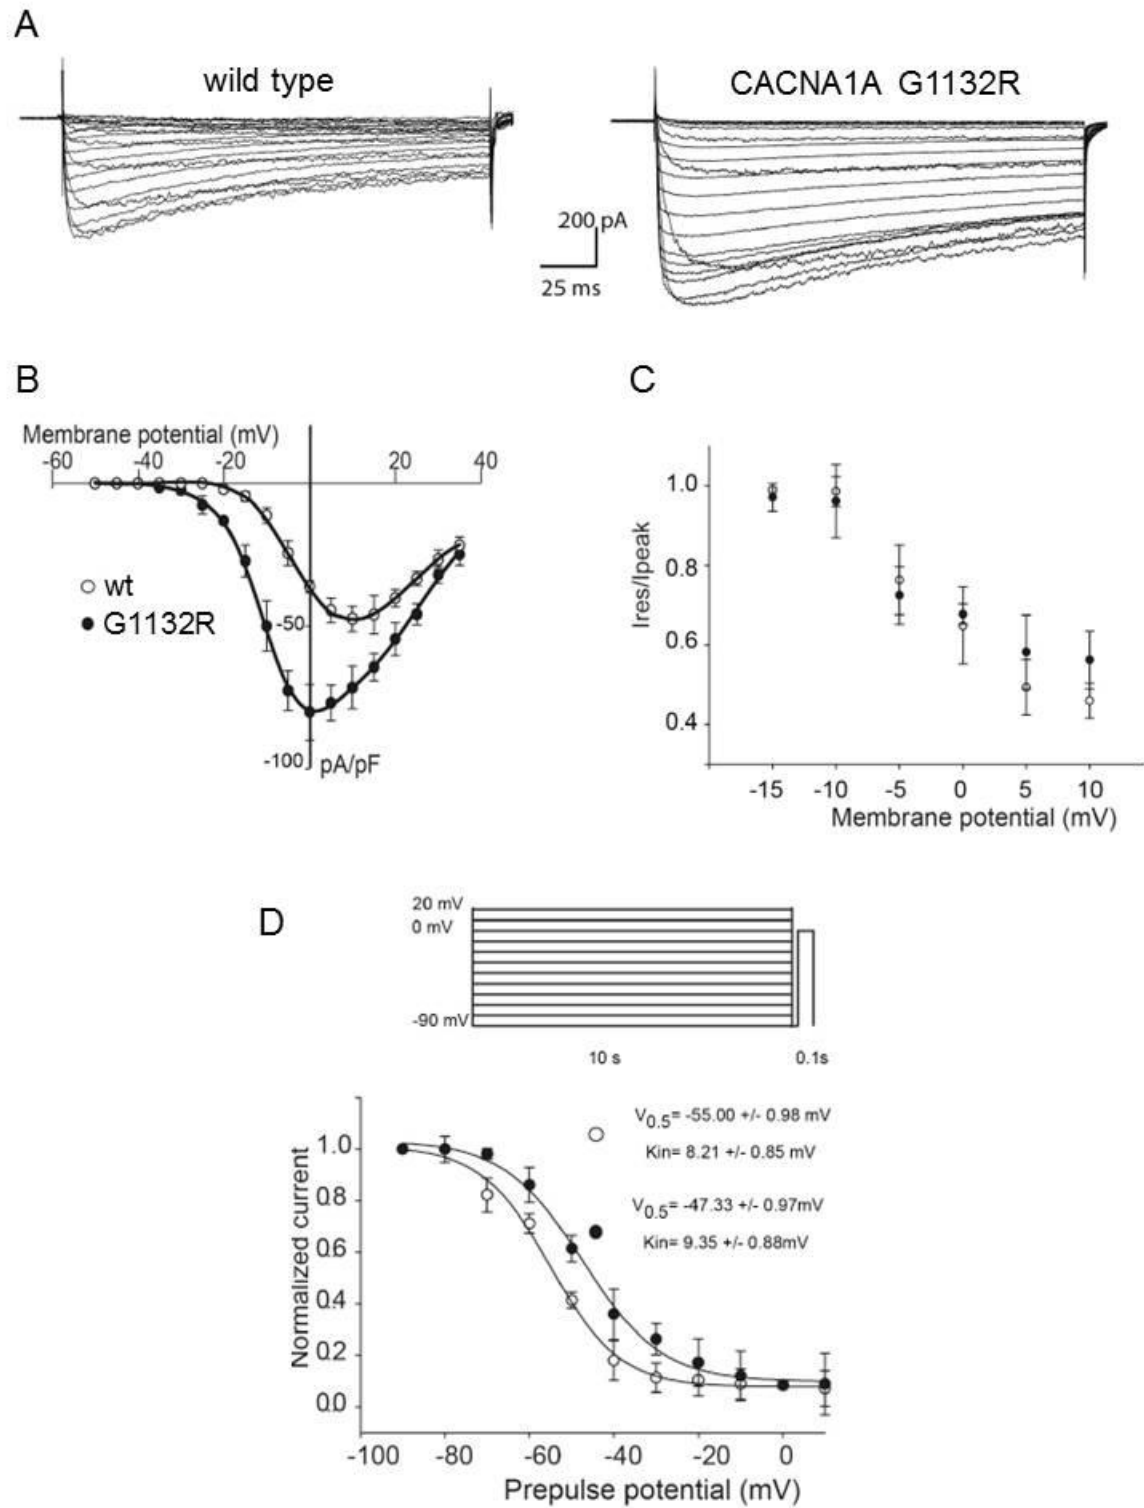 A
wild type
CACNA1A G1132R
200 pA
25 ms
B
Membrane potential (mV)
-60 -40 -20 20 40
wt
G1132R
-50
-100 pA/pF
C
1.0
0.8
0.6
0.4
Ires/Ipeak
-15 -10 -5 0 5 10
Membrane potential (mV)
D
20 mV
0 mV
-90 mV
10 s 0.1s
V0.5= -55.00 +/- 0.98 mV
Kin= 8.21 +/- 0.85 mV
V0.5= -47.33 +/- 0.97mV
Kin= 9.35 +/- 0.88mV
1.0
0.8
0.6
0.4
0.2
0.0
Normalized current
-100 -80 -60 -40 -20 0
Prepulse potential (mV)